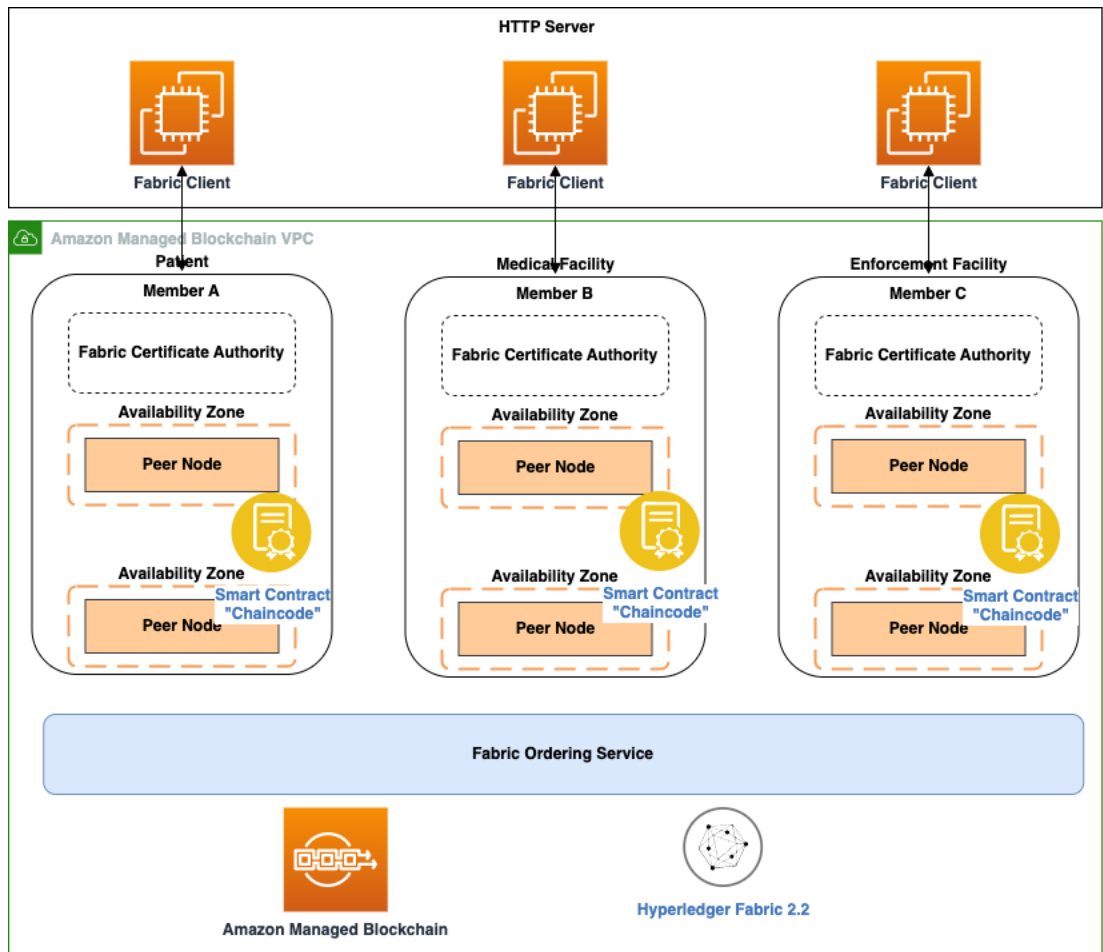 HTTP Server
Fabric Client
Fabric Client
Fabric Client
Amazon Managed Blockchain VPC
Patient
Medical Facility
Enforcement Facility
Member A
Member B
Member C
Fabric Certificate Authority
Fabric Certificate Authority
Fabric Certificate Authority
Availability Zone
Availability Zone
Availability Zone
Peer Node
Peer Node
Peer Node
Availability Zone
Availability Zone
Availability Zone
Smart Contract
"Chaincode"
Smart Contract
"Chaincode"
Smart Contract
"Chaincode"
Peer Node
Peer Node
Peer Node
Fabric Ordering Service
Amazon Managed Blockchain
Hyperledger Fabric 2.2